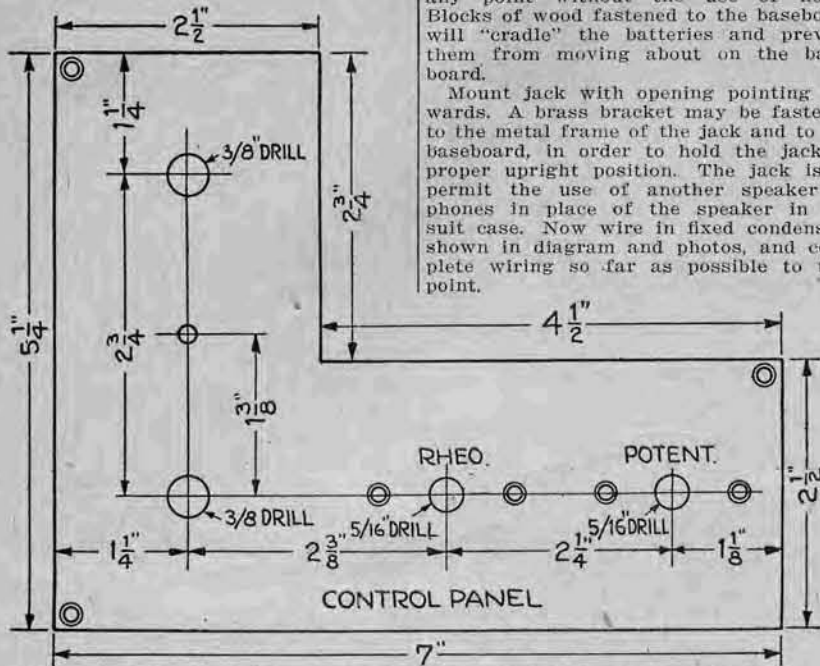 any point without the use of
Blocks of wood fastened to the basebo
will "cradle" the batteries and prev
them from moving about on the ba
board.
Mount jack with opening pointing
wards. A brass bracket may be faste
to the metal frame of the jack and to
baseboard, in order to hold the jack
proper upright position. The jack is
permit the use of another speaker
phones in place of the speaker in
suit case. Now wire in fixed condens
shown in diagram and photos, and co
plete wiring so far as possible to
point.
2 1/2"
1 1/4"
3/8" DRILL
2 3/4"
5 1/4"
2 3/4"
4 1/2"
1 3/8"
RHEO.
POTENT.
2 1/2"
3/8 DRILL
5/16" DRILL
5/16" DRILL
1 1/4"
2 3/8"
2 1/4"
1 1/8"
CONTROL PANEL
7"